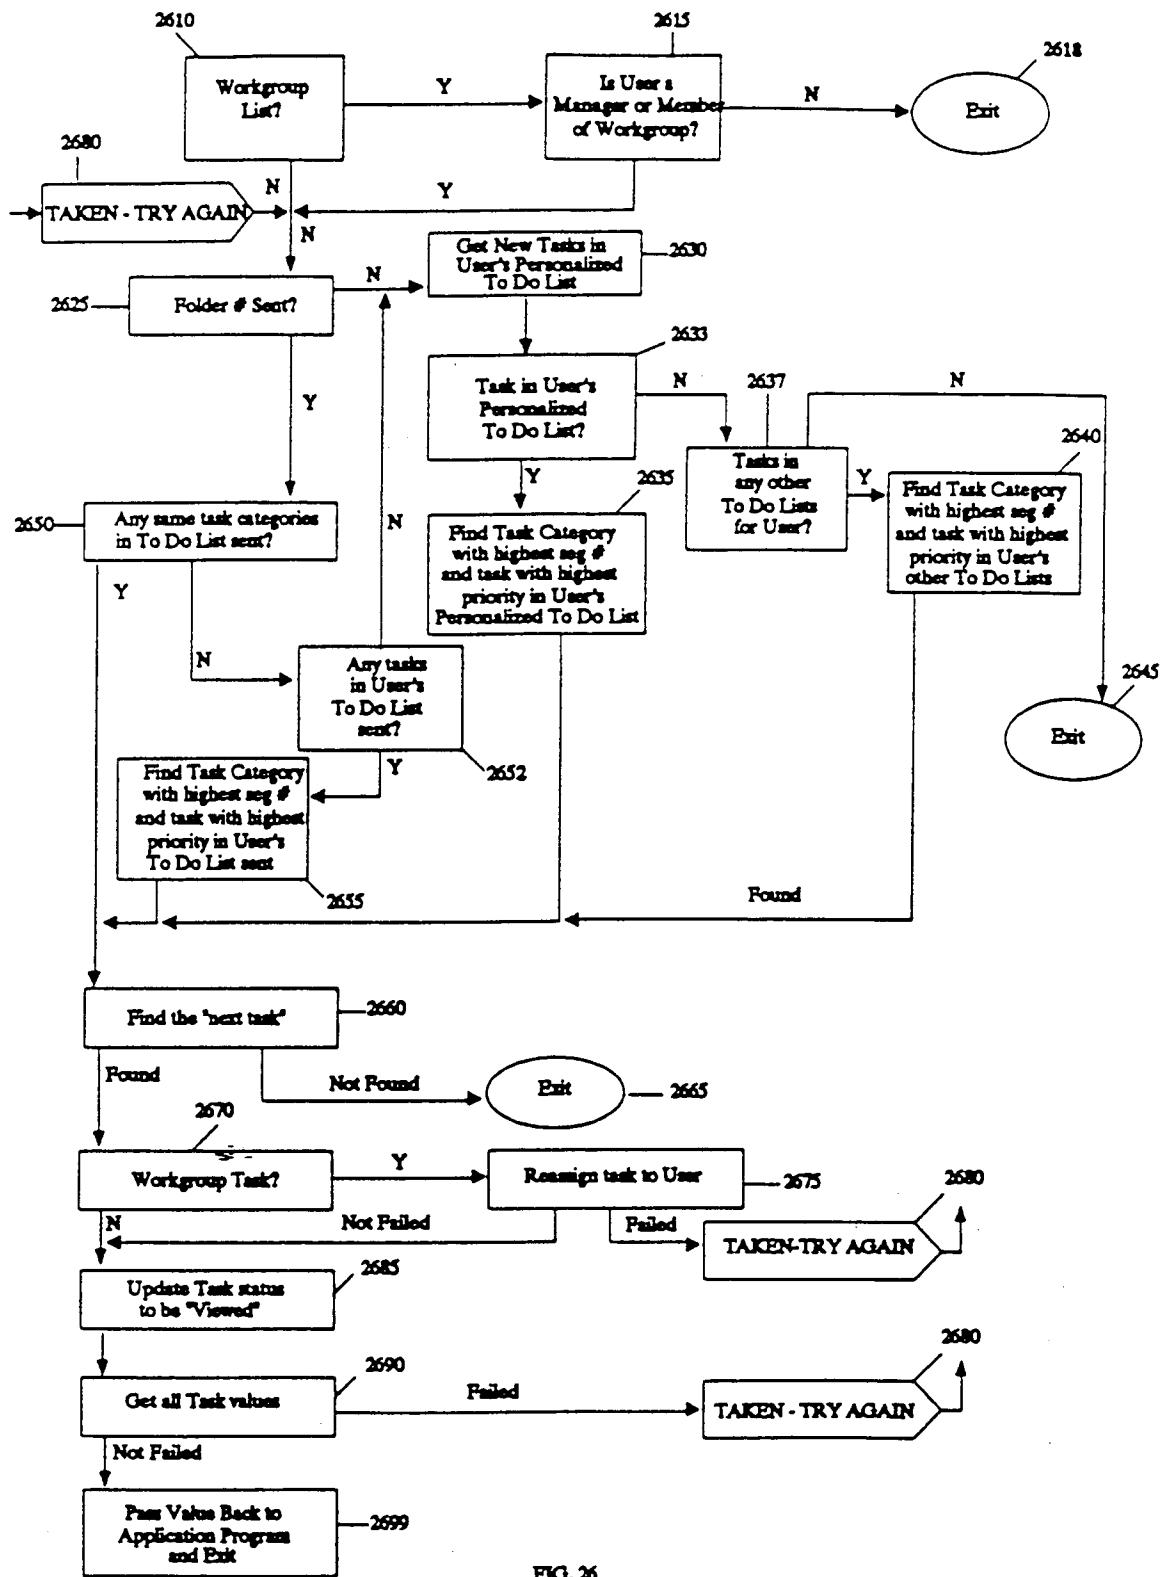 2610
2615
2618
Workgroup
List?
Y
Is User a
Manager or Member
of Workgroup?
N
Exit
2680
TAKEN - TRY AGAIN
N
Y
N
2625
Folder # Sent?
N
Get New Tasks in
User's Personalized
To Do List
2630
2633
Y
Task in User's
Personalized
To Do List?
N
2637
N
Tasks in
any other
To Do Lists
for User?
Y
2640
Find Task Category
with highest seg #
and task with highest
priority in User's
other To Do Lists
2650
Any same task categories
in To Do List sent?
N
Y
2635
Find Task Category
with highest seg #
and task with highest
priority in User's
Personalized To Do List
Y
N
Any tasks
in User's
To Do List
sent?
2645
Exit
2652
Y
Find Task Category
with highest seg #
and task with highest
priority in User's
To Do List sent
2655
Found
Find the "next task"
2660
Found
Not Found
Exit
2665
2670
Workgroup Task?
Y
Reassign task to User
2675
2680
N
Not Failed
Failed
TAKEN-TRY AGAIN
Update Task status
to be "Viewed"
2685
2680
2690
Get all Task values
Failed
TAKEN - TRY AGAIN
Not Failed
Pass Value Back to
Application Program
and Exit
2699
FIG. 26